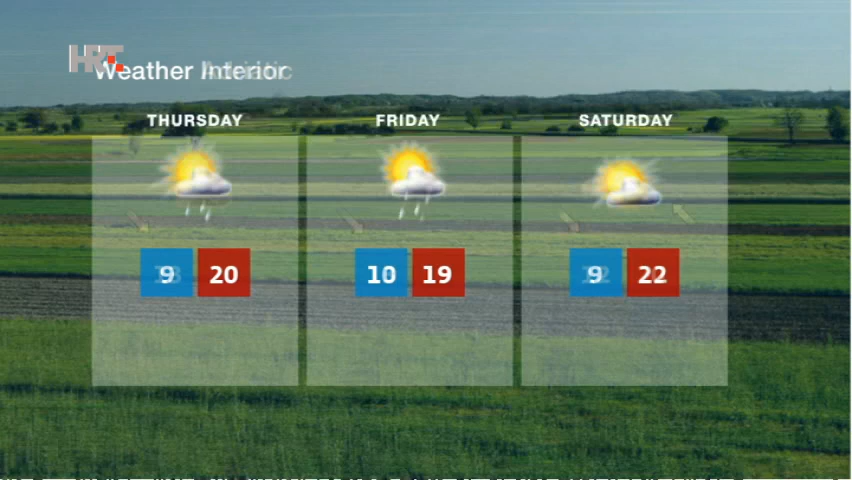 HRT
Weather Interior
THURSDAY FRIDAY SATURDAY
9 20 10 19 9 22